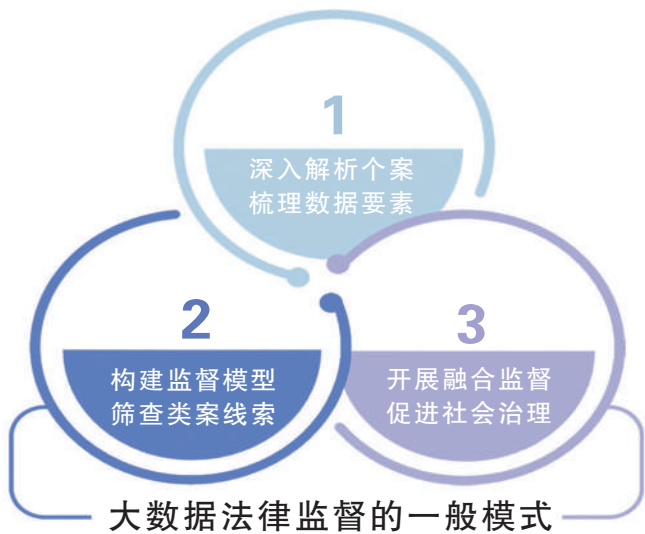 1
深入解析个案
梳理数据要素
2
构建监督模型
筛查类案线索
3
开展融合监督
促进社会治理
大数据法律监督的一般模式